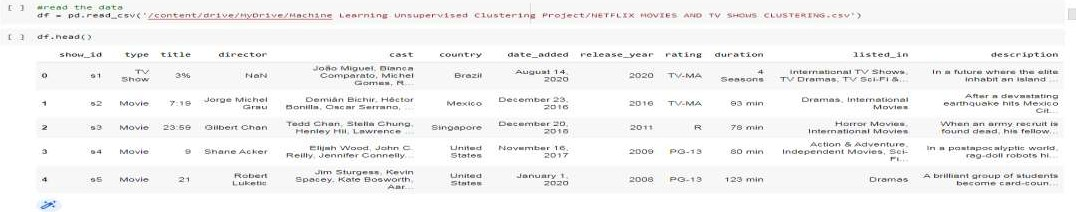 [ ] #read the data
df = pd.read_csv('/content/drive/MyDrive/Machine Learning Unsupervised Clustering Project/NETFLIX MOVIES AND TV SHOWS CLUSTERING.csv')
[ ] df.head()
show_id type title director cast country date_added release_year rating duration listed_in description
0 s1 TV Show 3% NaN João Miguel, Bianca Comparato, Michel Gomes, R... Brazil August 14, 2020 2020 TV-MA 4 Seasons International TV Shows, TV Dramas, TV Sci-Fi &... In a future where the elite inhabit an island ...
1 s2 Movie 7:19 Jorge Michel Grau Demián Bichir, Héctor Bonilla, Oscar Serrano, ... Mexico December 23, 2016 2016 TV-MA 93 min Dramas, International Movies After a devastating earthquake hits Mexico Cit...
2 s3 Movie 23:59 Gilbert Chan Tedd Chan, Stella Chung, Henley Hii, Lawrence ... Singapore December 20, 2018 2011 R 78 min Horror Movies, International Movies When an army recruit is found dead, his fellow...
3 s4 Movie 9 Shane Acker Elijah Wood, John C. Reilly, Jennifer Connelly... United States November 16, 2017 2009 PG-13 80 min Action & Adventure, Independent Movies, Sci-Fi... In a postapocalyptic world, rag-doll robots hi...
4 s5 Movie 21 Robert Luketic Jim Sturgess, Kevin Spacey, Kate Bosworth, Aar... United States January 1, 2020 2008 PG-13 123 min Dramas A brilliant group of students become card-coun...